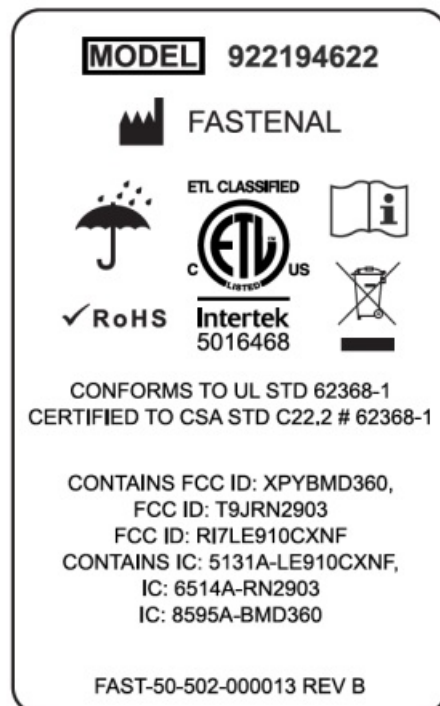 MODEL 922194622
FASTENAL
ETL CLASSIFIED
ETL
TM
C US
LISTED
i
✓RoHS
Intertek
5016468
CONFORMS TO UL STD 62368-1
CERTIFIED TO CSA STD C22.2 # 62368-1
CONTAINS FCC ID: XPYBMD360,
FCC ID: T9JRN2903
FCC ID: RI7LE910CXNF
CONTAINS IC: 5131A-LE910CXNF,
IC: 6514A-RN2903
IC: 8595A-BMD360
FAST-50-502-000013 REV B